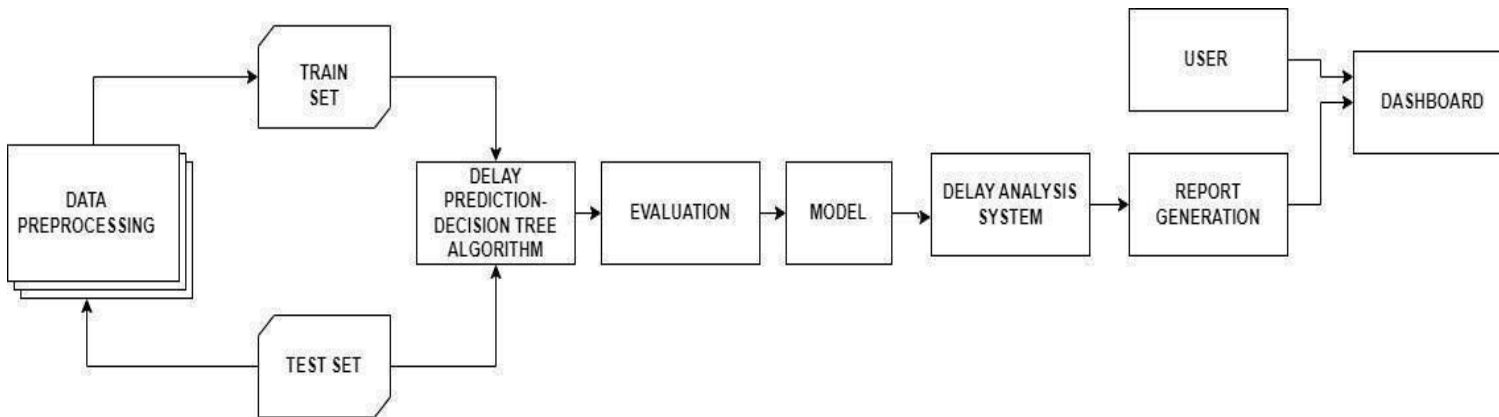 TRAIN
SET
USER
DASHBOARD
DATA
PREPROCESSING
DELAY
PREDICTION-
DECISION TREE
ALGORITHM
EVALUATION
MODEL
DELAY ANALYSIS
SYSTEM
REPORT
GENERATION
TEST SET